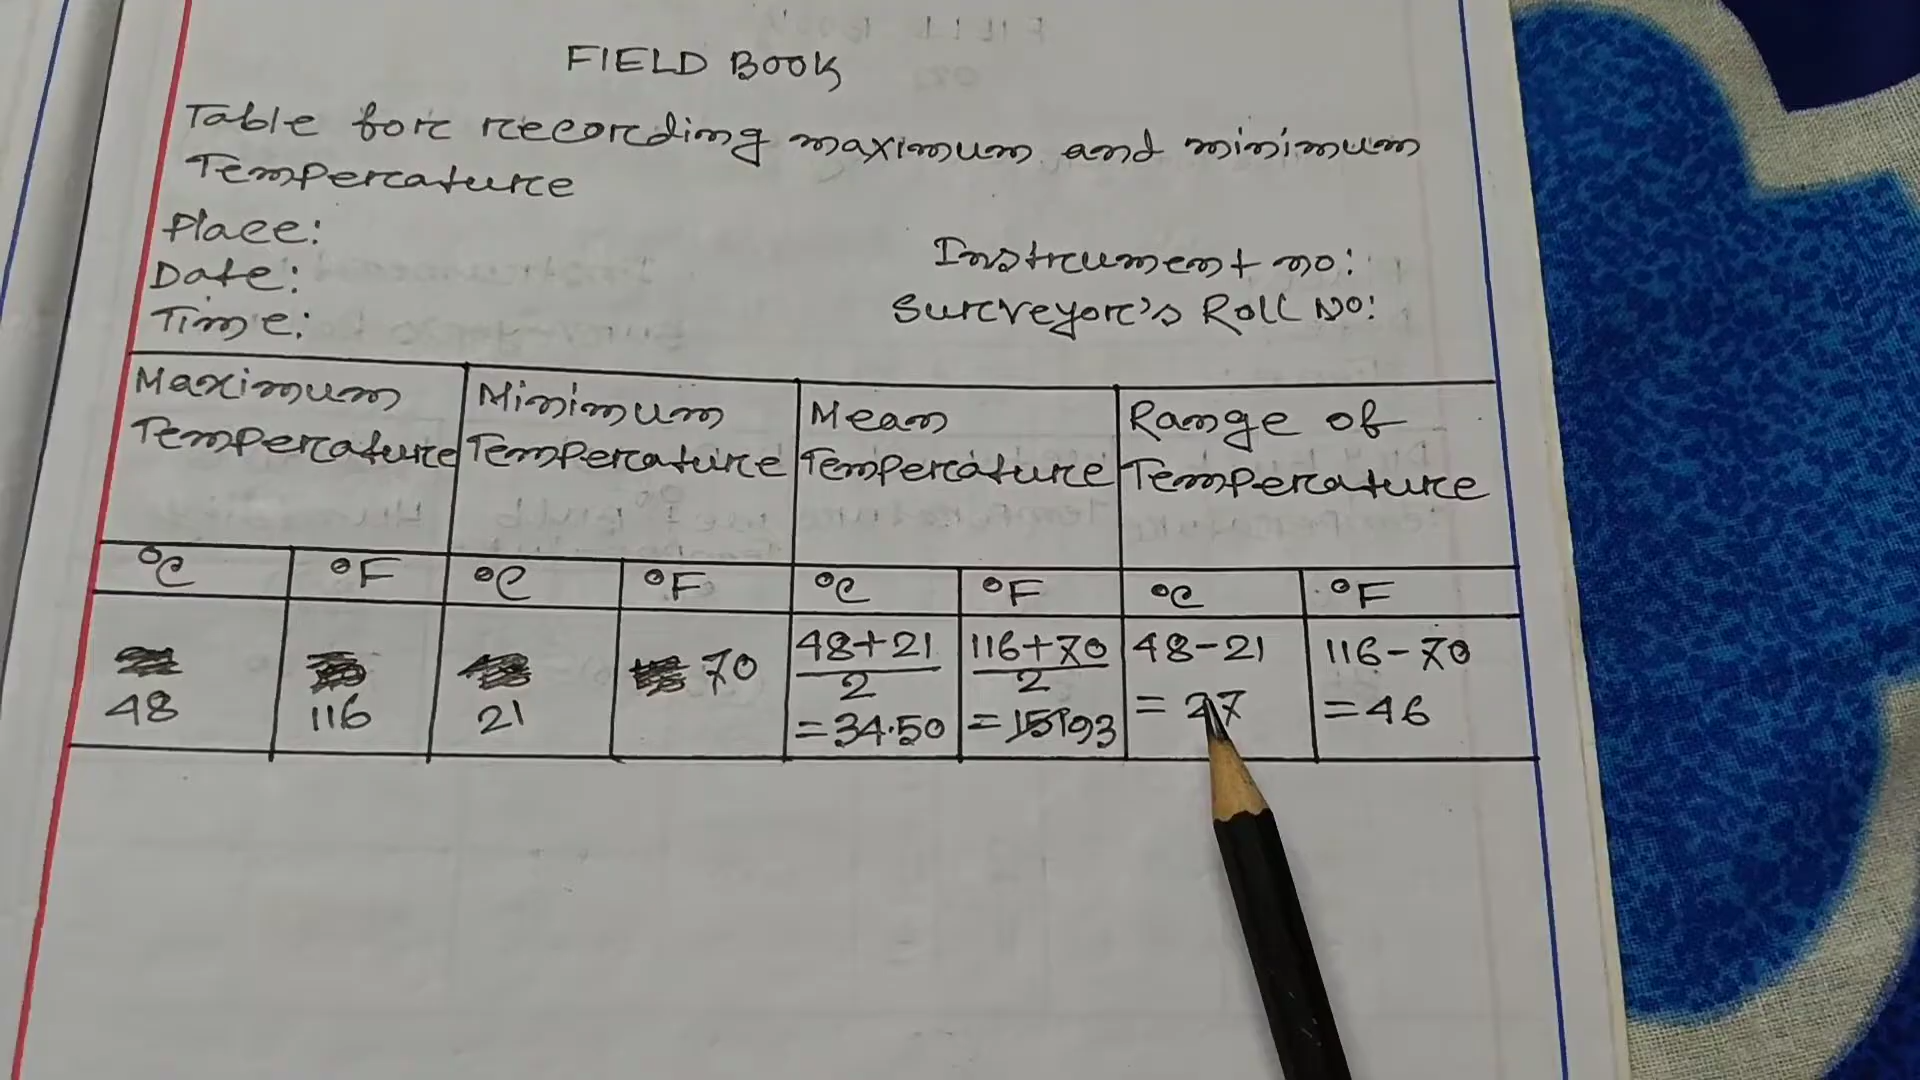 FIELD BOOK
Table for recording maximum and minimum
Temperature
Place:
Instrument no:
Date:
Surveyor's Roll No:
Time:
Maximum Temperature Minimum Temperature Mean Temperature Range of Temperature
°C °F °C °F °C °F °C °F
48 116 21 70 48+21/2 116+70/2 48-21 116-70
=34.50 = 93 = 27 =46